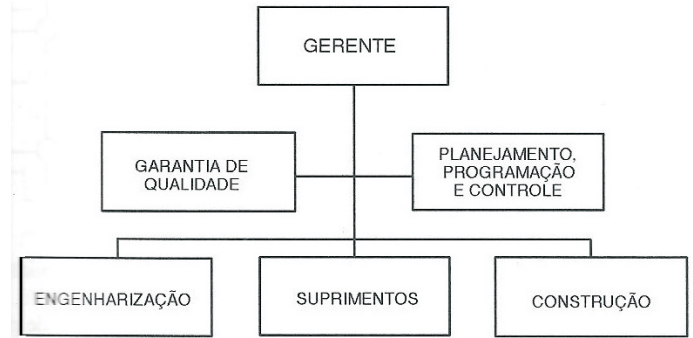 GERENTE
GARANTIA DE
QUALIDADE
PLANEJAMENTO,
PROGRAMAÇÃO
E CONTROLE
ENGENHARIZAÇÃO
SUPRIMENTOS
CONSTRUÇÃO